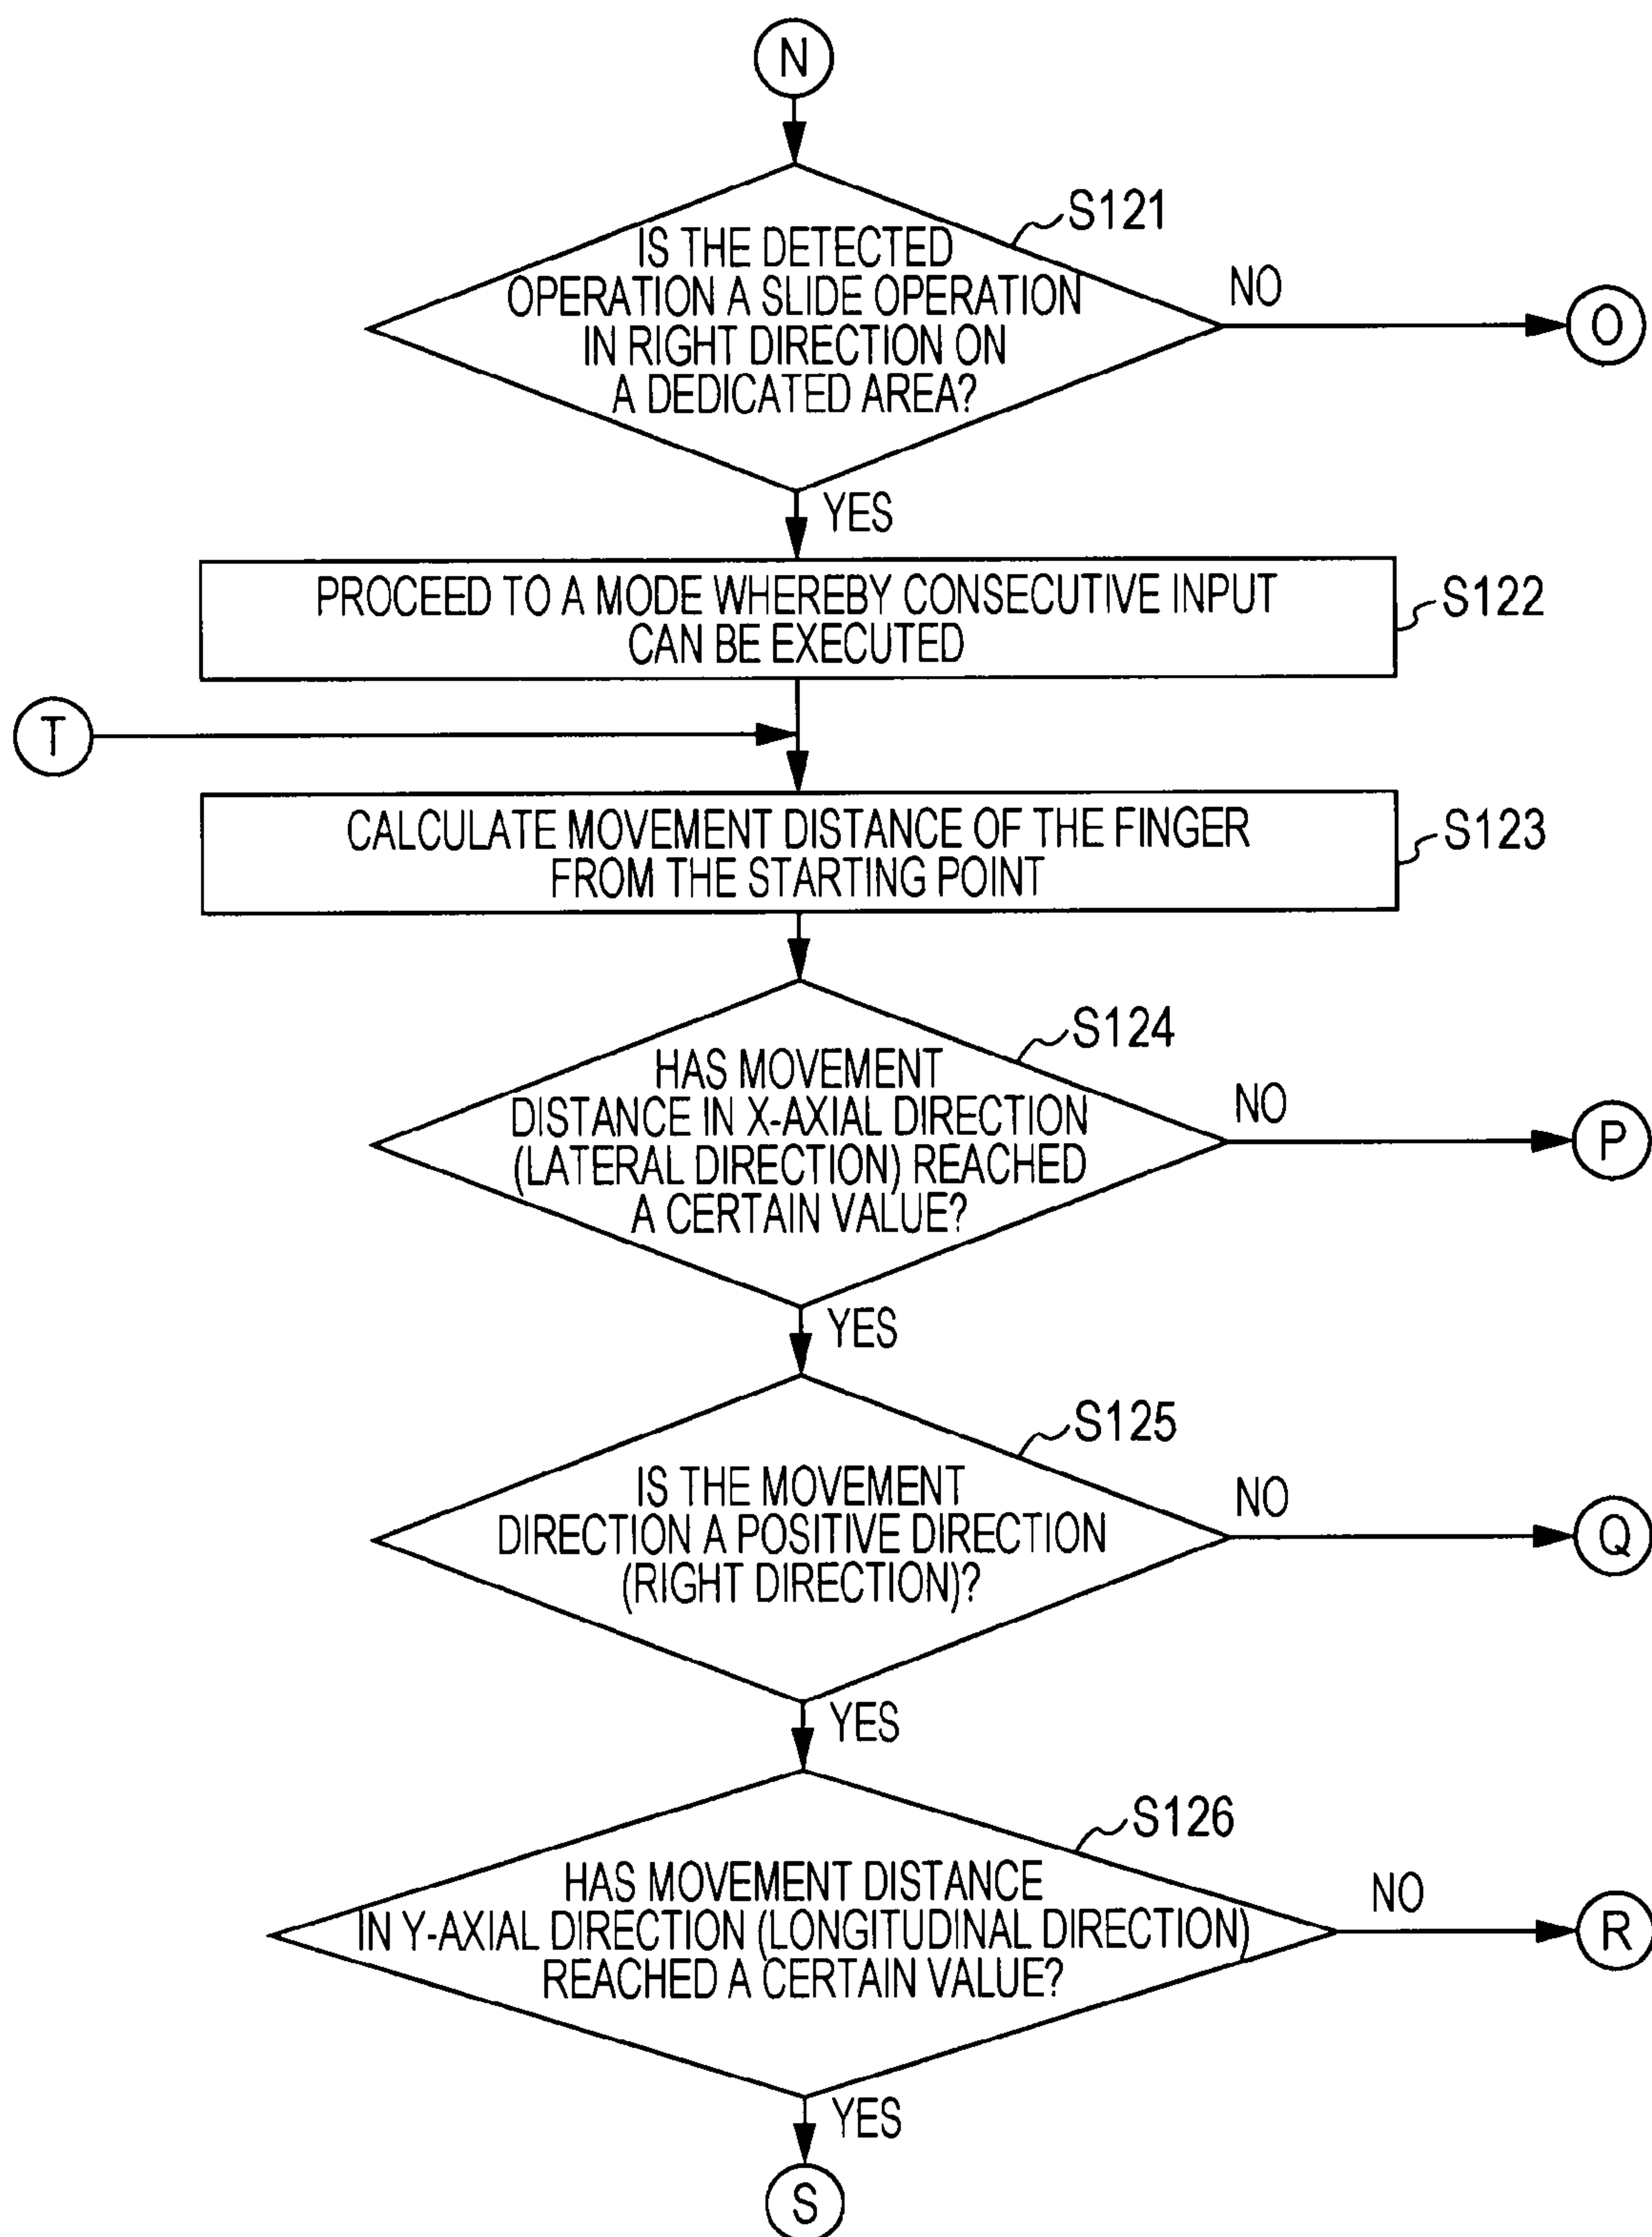 N
S121
IS THE DETECTED
OPERATION A SLIDE OPERATION
IN RIGHT DIRECTION ON
A DEDICATED AREA?
NO
O
YES
PROCEED TO A MODE WHEREBY CONSECUTIVE INPUT
CAN BE EXECUTED
S122
T
CALCULATE MOVEMENT DISTANCE OF THE FINGER
FROM THE STARTING POINT
S123
S124
HAS MOVEMENT
DISTANCE IN X-AXIAL DIRECTION
(LATERAL DIRECTION) REACHED
A CERTAIN VALUE?
NO
P
YES
S125
IS THE MOVEMENT
DIRECTION A POSITIVE DIRECTION
(RIGHT DIRECTION)?
NO
Q
YES
S126
HAS MOVEMENT DISTANCE
IN Y-AXIAL DIRECTION (LONGITUDINAL DIRECTION)
REACHED A CERTAIN VALUE?
NO
R
YES
S